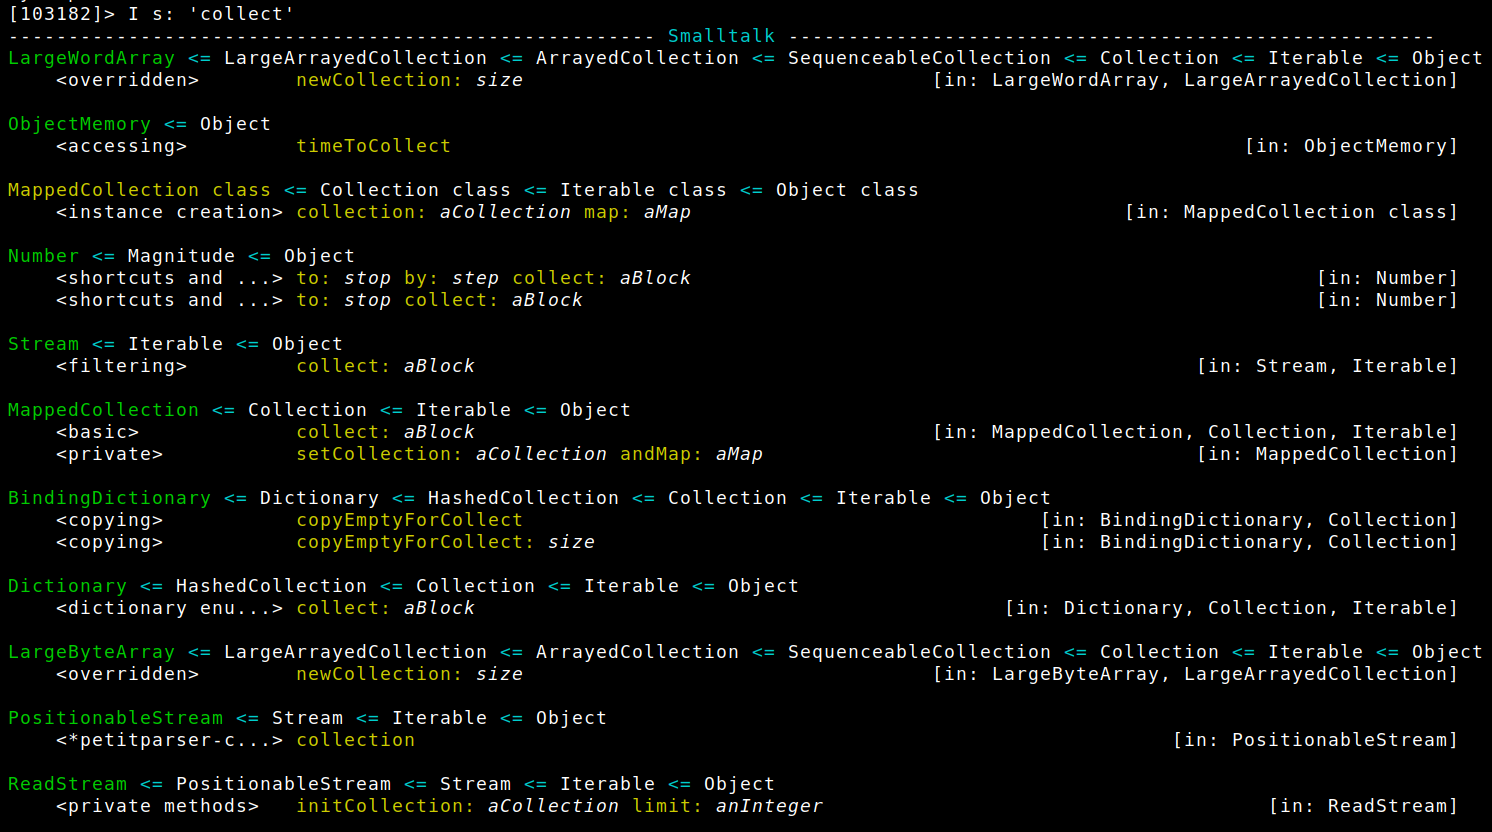 [103182]> I s: 'collect'
------------------------------------------------------ Smalltalk ------------------------------------------------------
LargeWordArray <= LargeArrayedCollection <= ArrayedCollection <= SequenceableCollection <= Collection <= Iterable <= Object
    <overridden>        newCollection: size                                  [in: LargeWordArray, LargeArrayedCollection]

ObjectMemory <= Object
    <accessing>         timeToCollect                                                                  [in: ObjectMemory]

MappedCollection class <= Collection class <= Iterable class <= Object class
    <instance creation> collection: aCollection map: aMap                                    [in: MappedCollection class]

Number <= Magnitude <= Object
    <shortcuts and ...> to: stop by: step collect: aBlock                                                    [in: Number]
    <shortcuts and ...> to: stop collect: aBlock                                                             [in: Number]

Stream <= Iterable <= Object
    <filtering>         collect: aBlock                                                            [in: Stream, Iterable]

MappedCollection <= Collection <= Iterable <= Object
    <basic>             collect: aBlock                                      [in: MappedCollection, Collection, Iterable]
    <private>           setCollection: aCollection andMap: aMap                                    [in: MappedCollection]

BindingDictionary <= Dictionary <= HashedCollection <= Collection <= Iterable <= Object
    <copying>           copyEmptyForCollect                                           [in: BindingDictionary, Collection]
    <copying>           copyEmptyForCollect: size                                     [in: BindingDictionary, Collection]

Dictionary <= HashedCollection <= Collection <= Iterable <= Object
    <dictionary enu...> collect: aBlock                                            [in: Dictionary, Collection, Iterable]

LargeByteArray <= LargeArrayedCollection <= ArrayedCollection <= SequenceableCollection <= Collection <= Iterable <= Object
    <overridden>        newCollection: size                                  [in: LargeByteArray, LargeArrayedCollection]

PositionableStream <= Stream <= Iterable <= Object
    <*petitparser-c...> collection                                                               [in: PositionableStream]

ReadStream <= PositionableStream <= Stream <= Iterable <= Object
    <private methods>   initCollection: aCollection limit: anInteger                                     [in: ReadStream]